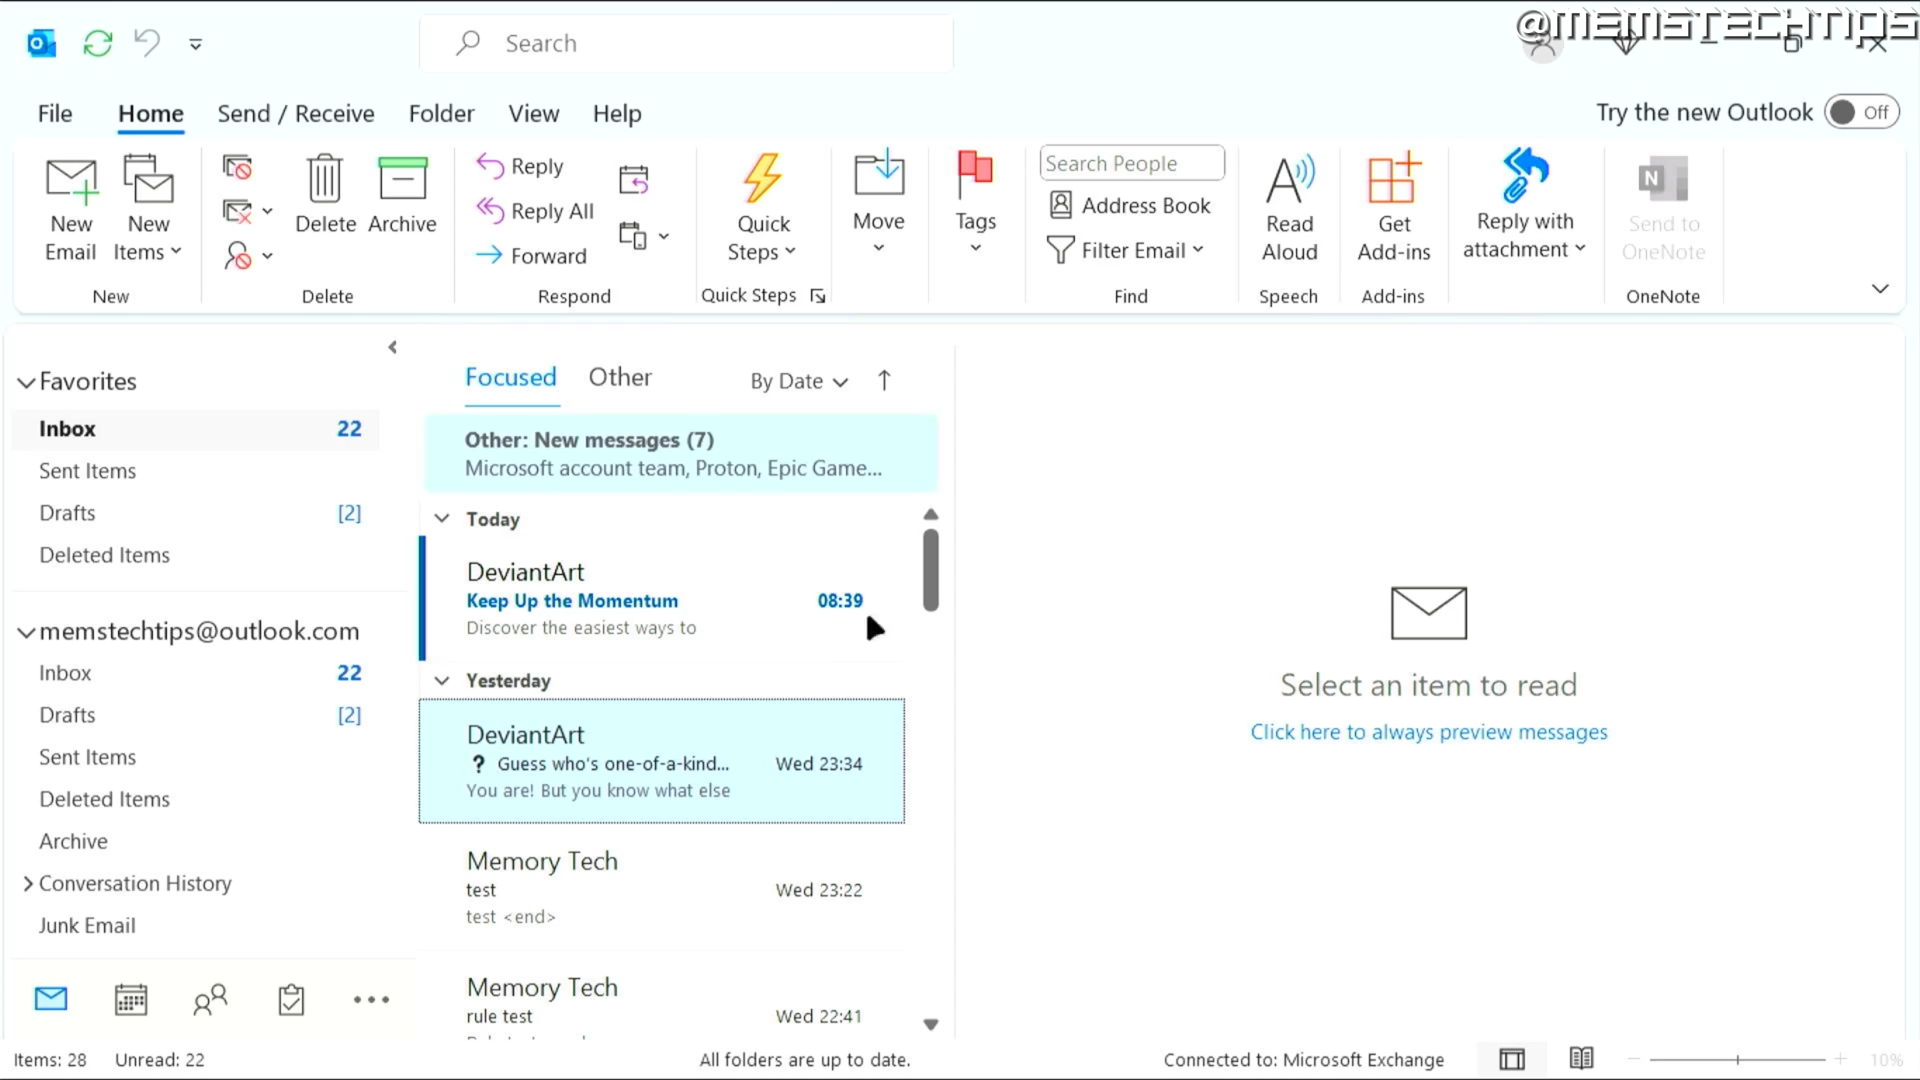 @MEMSTECHTIPS
Search
File Home Send / Receive Folder View Help
Try the new Outlook Off
New Email
New Items
New
Delete
Archive
Delete
Reply
Reply All
Forward
Respond
Quick Steps
Quick Steps
Move
Tags
Search People
Address Book
Filter Email
Find
Read Aloud
Speech
Get Add-ins
Add-ins
Reply with attachment
N
Send to OneNote
OneNote
Favorites
Inbox 22
Sent Items
Drafts [2]
Deleted Items
memstechtips@outlook.com
Inbox 22
Drafts [2]
Sent Items
Deleted Items
Archive
Conversation History
Junk Email
Focused Other By Date
Other: New messages (7)
Microsoft account team, Proton, Epic Game...
Today
DeviantArt
Keep Up the Momentum 08:39
Discover the easiest ways to
Yesterday
DeviantArt
? Guess who's one-of-a-kind... Wed 23:34
You are! But you know what else
Memory Tech
test Wed 23:22
test <end>
Memory Tech
rule test Wed 22:41
Select an item to read
Click here to always preview messages
Items: 28 Unread: 22
All folders are up to date.
Connected to: Microsoft Exchange
10%